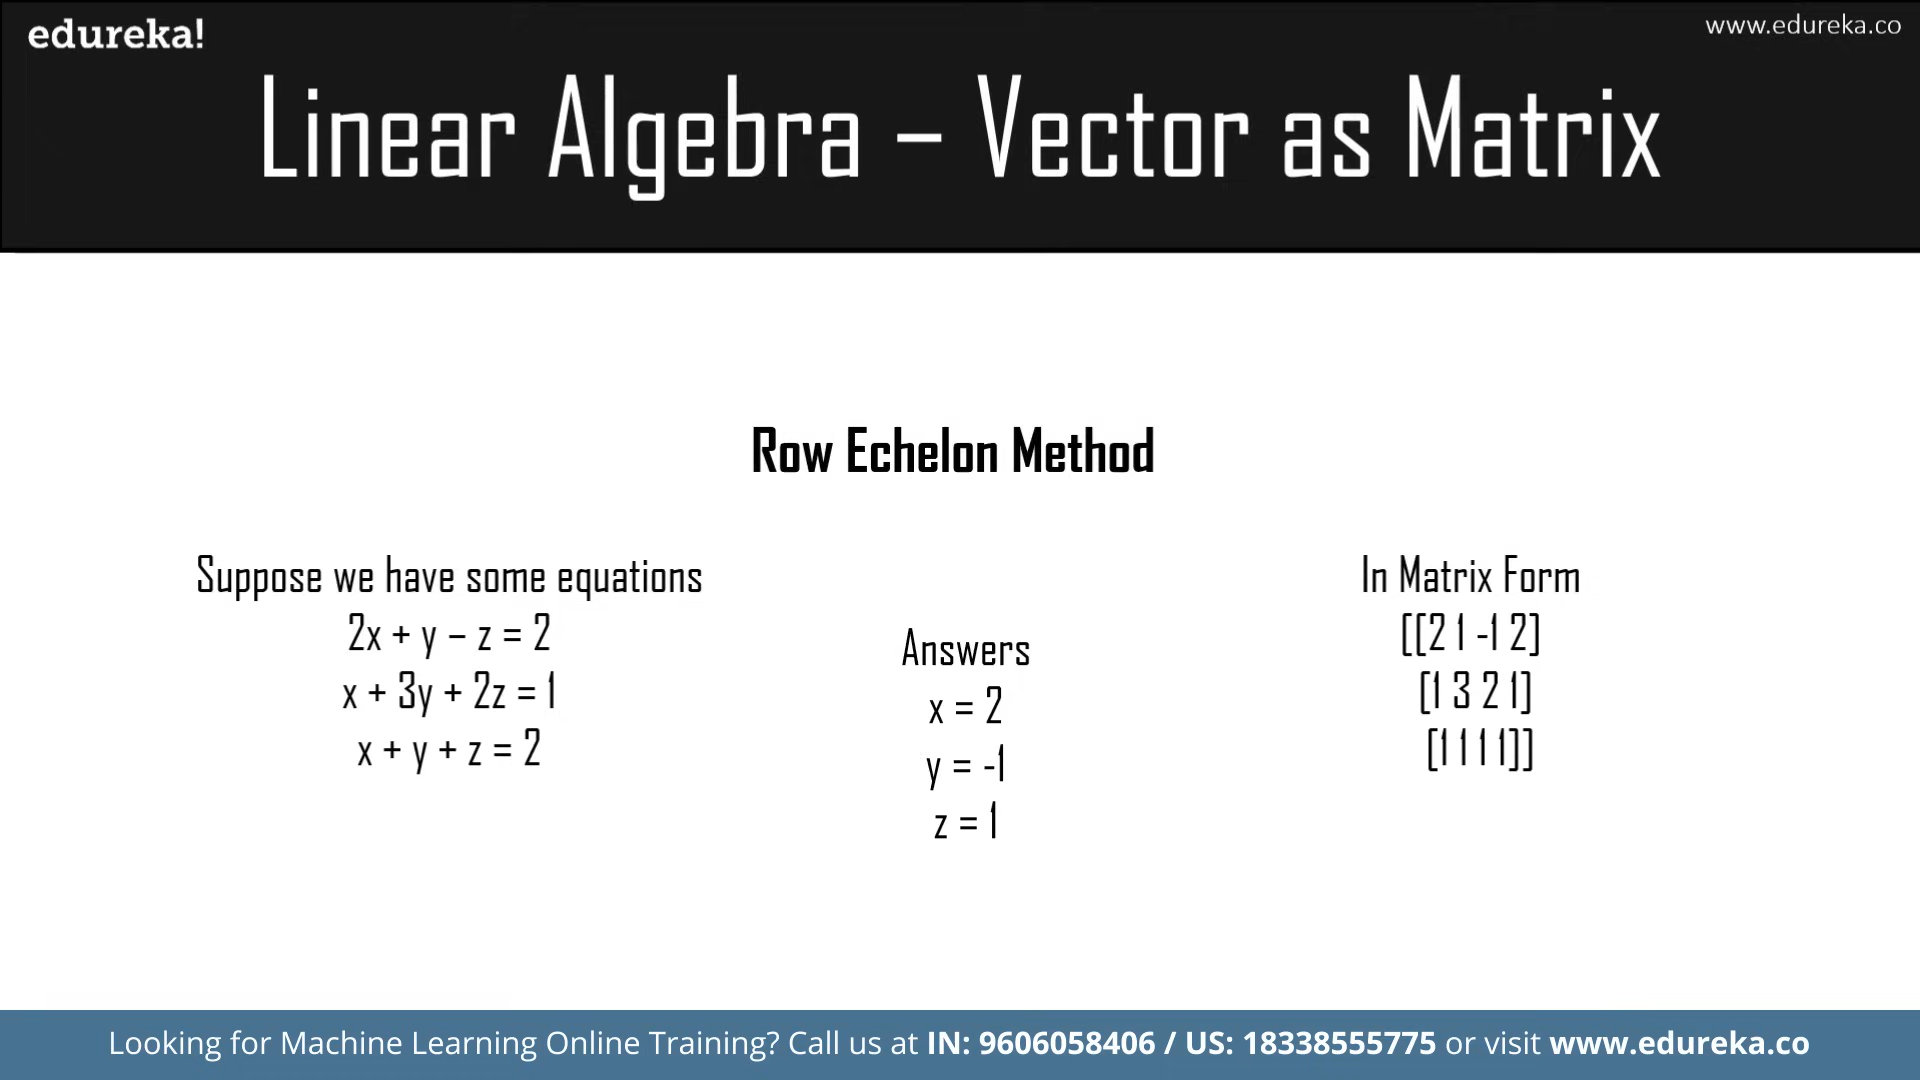 edureka!
www.edureka.co
Linear Algebra – Vector as Matrix
Row Echelon Method
Suppose we have some equations
2x + y – z = 2
x + 3y + 2z = 1
x + y + z = 2
Answers
x = 2
y = -1
z = 1
In Matrix Form
[[2 1 -1 2]
[1 3 2 1]
[1 1 1 1]]
Looking for Machine Learning Online Training? Call us at IN: 9606058406 / US: 18338555775 or visit www.edureka.co